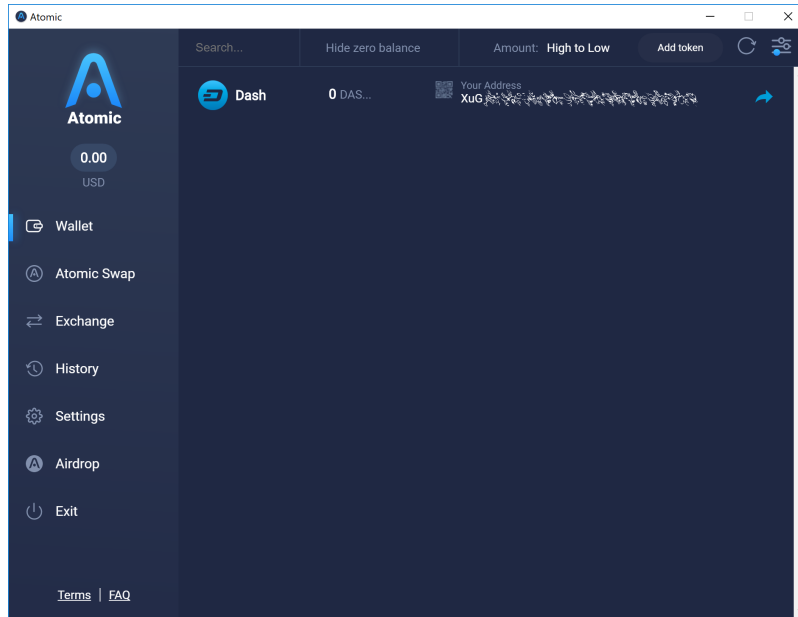 Atomic
Search...
Hide zero balance
Amount: High to Low
Add token
Atomic
0.00
USD
Dash
0 DAS...
Your Address
XuG
Wallet
Atomic Swap
Exchange
History
Settings
Airdrop
Exit
Terms | FAQ